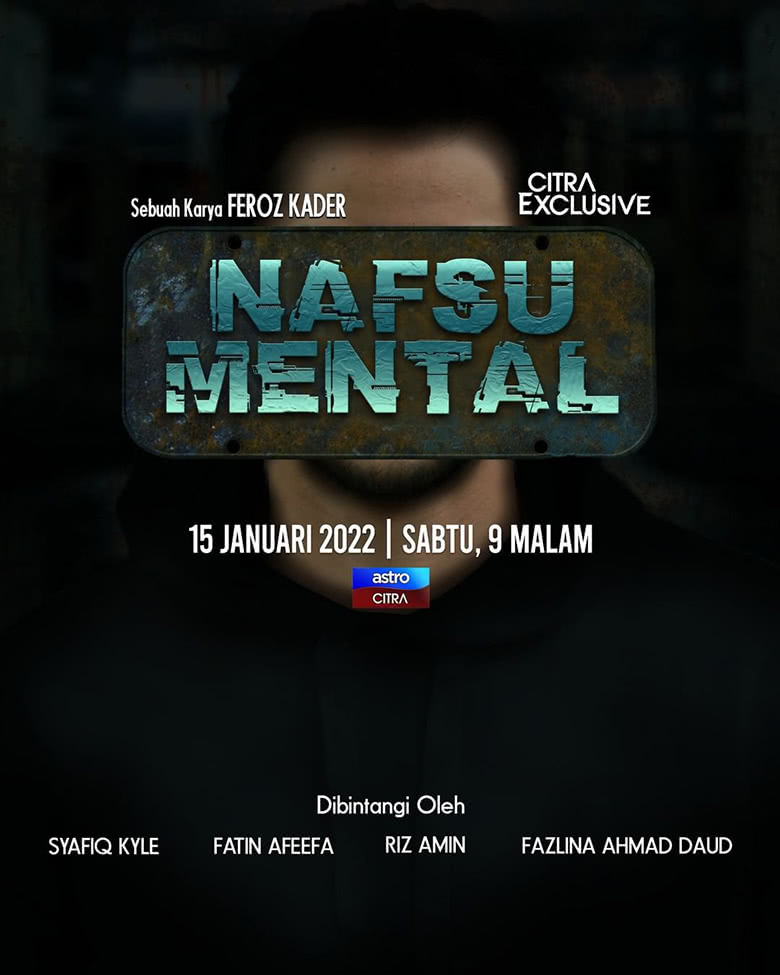 Sebuah Karya FEROZ KADER
CITRA
EXCLUSIVE
NAFSU
MENTAL
15 JANUARI 2022 | SABTU, 9 MALAM
astro
CITRA
Dibintangi Oleh
SYAFIQ KYLE FATIN AFEEFA RIZ AMIN FAZLINA AHMAD DAUD